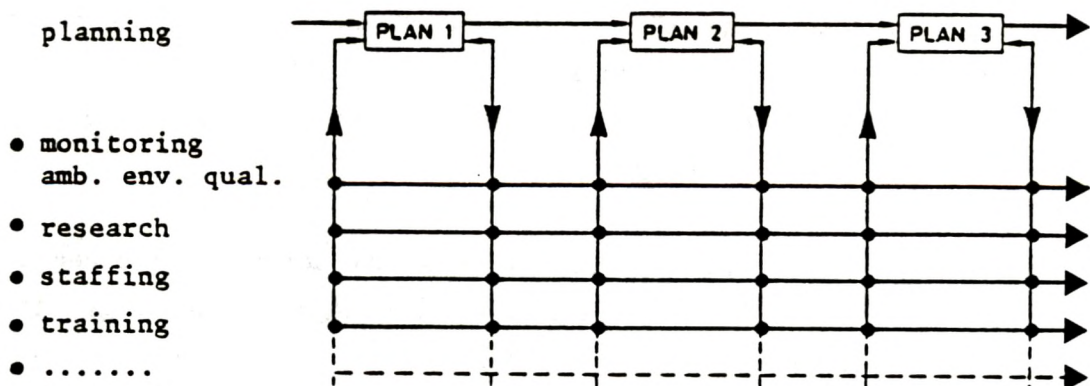 planning
PLAN 1
PLAN 2
PLAN 3
• monitoring
amb. env. qual.
• research
• staffing
• training
• .......